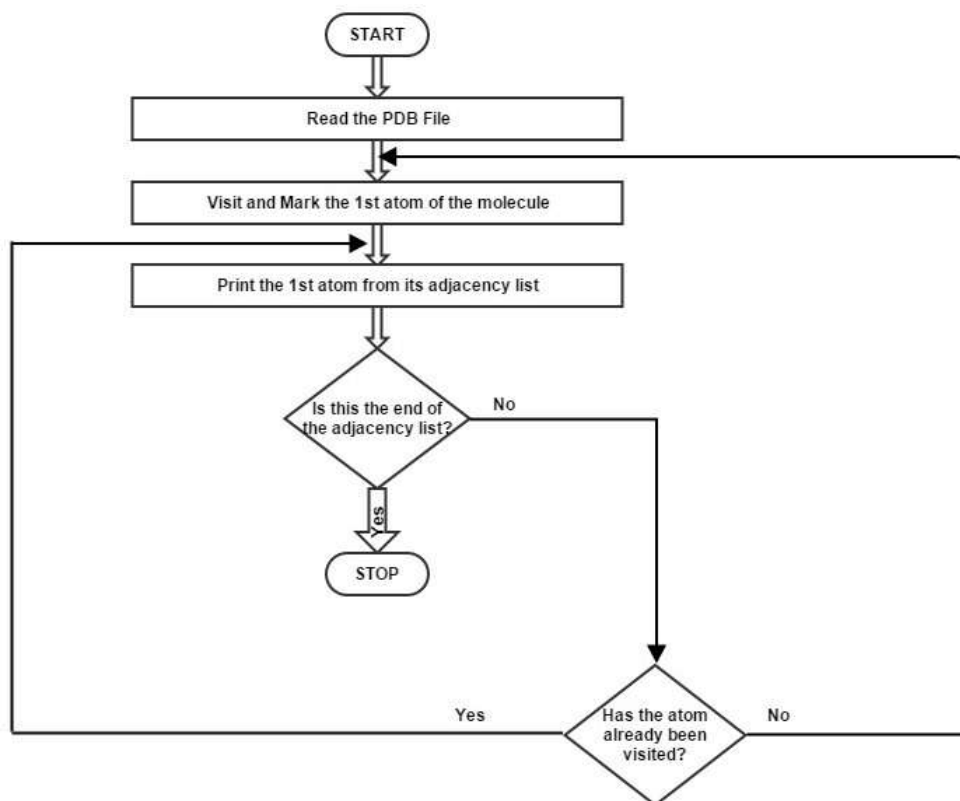 START
Read the PDB File
Visit and Mark the 1st atom of the molecule
Print the 1st atom from its adjacency list
Is this the end of
the adjacency list?
No
Yes
STOP
Yes
Has the atom
already been
visited?
No